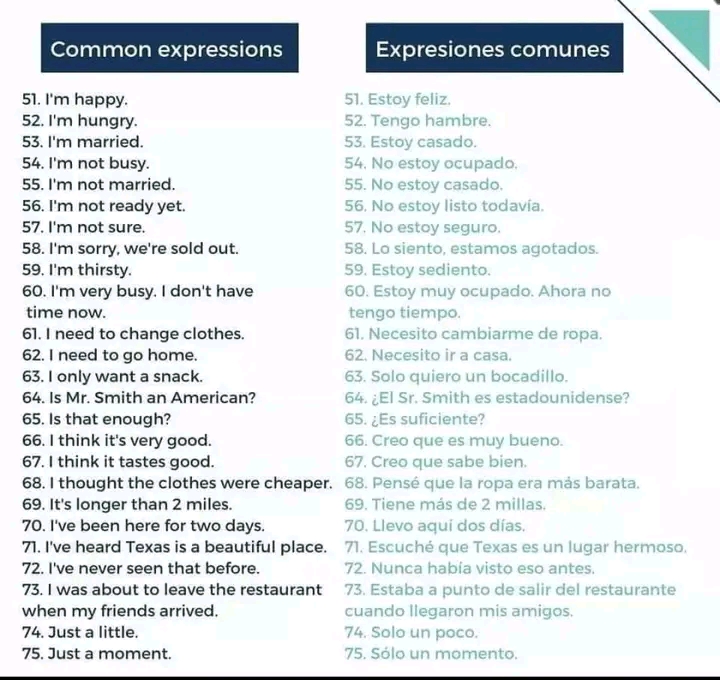 Common expressions
51. I'm happy.
52. I'm hungry.
53. I'm married.
54. I'm not busy.
55. I'm not married.
56. I'm not ready yet.
57. I'm not sure.
58. I'm sorry, we're sold out.
59. I'm thirsty.
60. I'm very busy. I don't have
time now.
61. I need to change clothes.
62. I need to go home.
63. I only want a snack.
64. Is Mr. Smith an American?
65. Is that enough?
66. I think it's very good.
67. I think it tastes good.
68. I thought the clothes were cheaper.
69. It's longer than 2 miles.
70. I've been here for two days.
71. I've heard Texas is a beautiful place.
72. I've never seen that before.
73. I was about to leave the restaurant
when my friends arrived.
74. Just a little.
75. Just a moment.
Expresiones comunes
51. Estoy feliz.
52. Tengo hambre.
53. Estoy casado.
54. No estoy ocupado.
55. No estoy casado.
56. No estoy listo todavía.
57. No estoy seguro.
58. Lo siento, estamos agotados.
59. Estoy sediento.
60. Estoy muy ocupado. Ahora no
tengo tiempo.
61. Necesito cambiarme de ropa.
62. Necesito ir a casa.
63. Solo quiero un bocadillo.
64. ¿El Sr. Smith es estadounidense?
65. ¿Es suficiente?
66. Creo que es muy bueno.
67. Creo que sabe bien.
68. Pensé que la ropa era más barata.
69. Tiene más de 2 millas.
70. Llevo aquí dos días.
71. Escuché que Texas es un lugar hermoso.
72. Nunca había visto eso antes.
73. Estaba a punto de salir del restaurante
cuando llegaron mis amigos.
74. Solo un poco.
75. Sólo un momento.